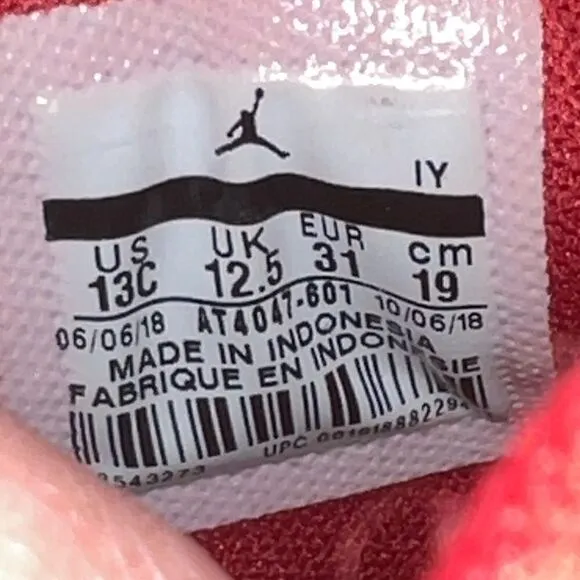 IY
US UK EUR cm
13C 12.5 31 19
06/06/18 AT4047-601 10/06/18
MADE IN INDONESIA
FABRIQUE EN INDONESIE
UPC